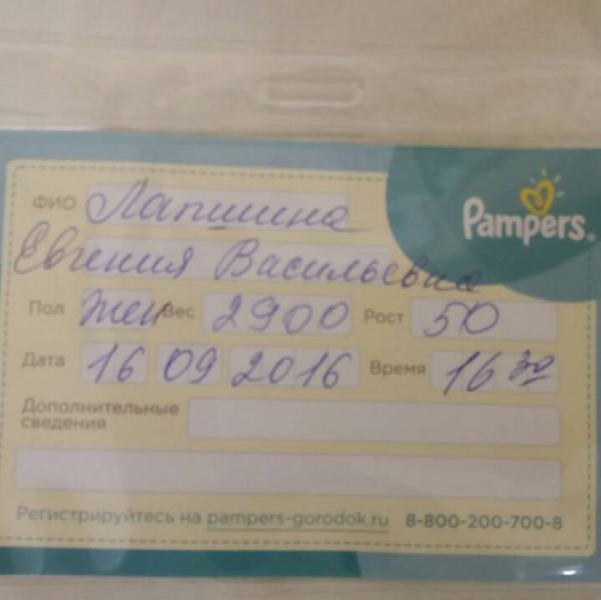 Pampers.
ФИО Лапшина
Евгения Васильевна
Пол Жен Вес 2900 Рост 50
Дата 16 09 2016 Время 16 30
Дополнительные
сведения
Регистрируйтесь на pampers-gorodok.ru 8-800-200-700-8